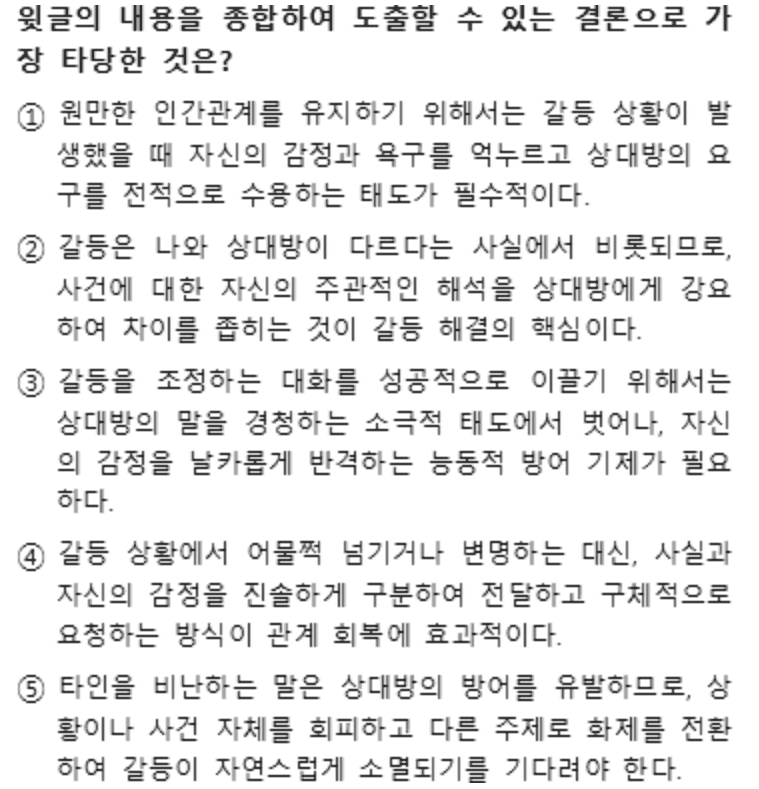 윗글의 내용을 종합하여 도출할 수 있는 결론으로 가
장 타당한 것은?
① 원만한 인간관계를 유지하기 위해서는 갈등 상황이 발
생했을 때 자신의 감정과 욕구를 억누르고 상대방의 요
구를 전적으로 수용하는 태도가 필수적이다.
② 갈등은 나와 상대방이 다르다는 사실에서 비롯되므로,
사건에 대한 자신의 주관적인 해석을 상대방에게 강요
하여 차이를 좁히는 것이 갈등 해결의 핵심이다.
③ 갈등을 조정하는 대화를 성공적으로 이끌기 위해서는
상대방의 말을 경청하는 소극적 태도에서 벗어나, 자신
의 감정을 날카롭게 반격하는 능동적 방어 기제가 필요
하다.
④ 갈등 상황에서 어물쩍 넘기거나 변명하는 대신, 사실과
자신의 감정을 진솔하게 구분하여 전달하고 구체적으로
요청하는 방식이 관계 회복에 효과적이다.
⑤ 타인을 비난하는 말은 상대방의 방어를 유발하므로, 상
황이나 사건 자체를 회피하고 다른 주제로 화제를 전환
하여 갈등이 자연스럽게 소멸되기를 기다려야 한다.